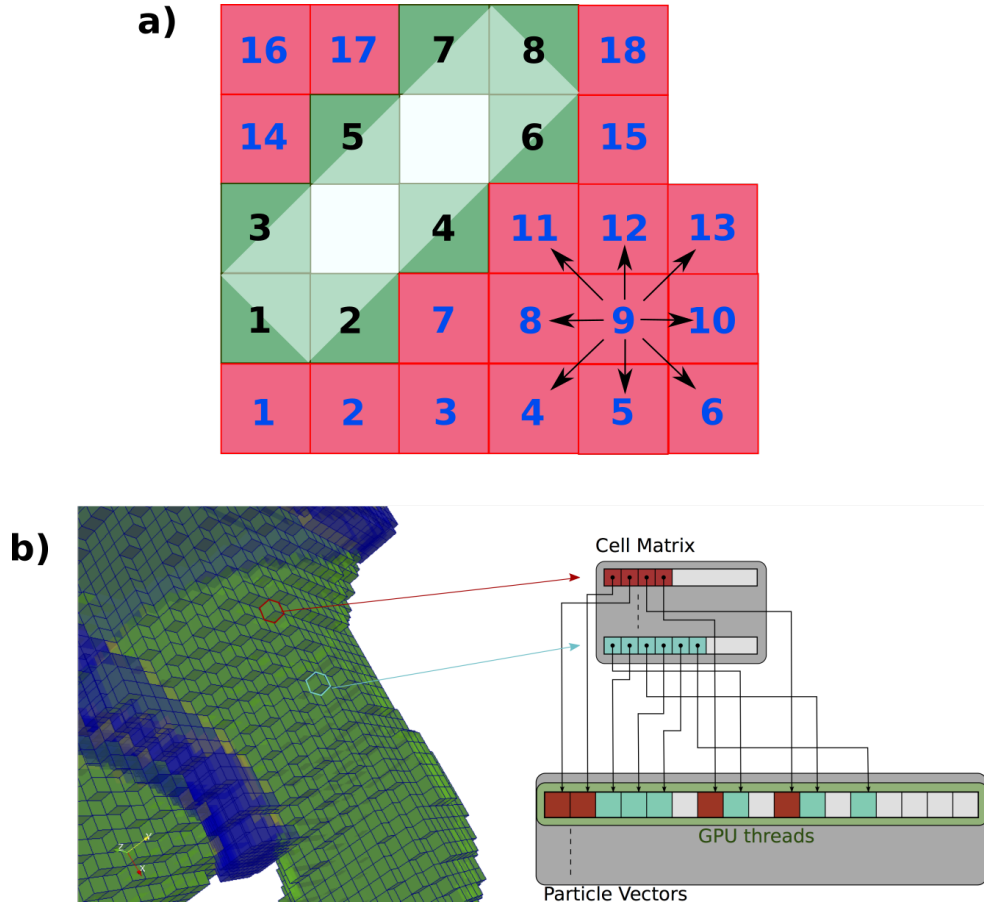 a)
16 17 7 8 18
14 5 6 15
3 4 11 12 13
1 2 7 8 9 10
1 2 3 4 5 6
b)
Cell Matrix
GPU threads
Particle Vectors
Y
Z
X